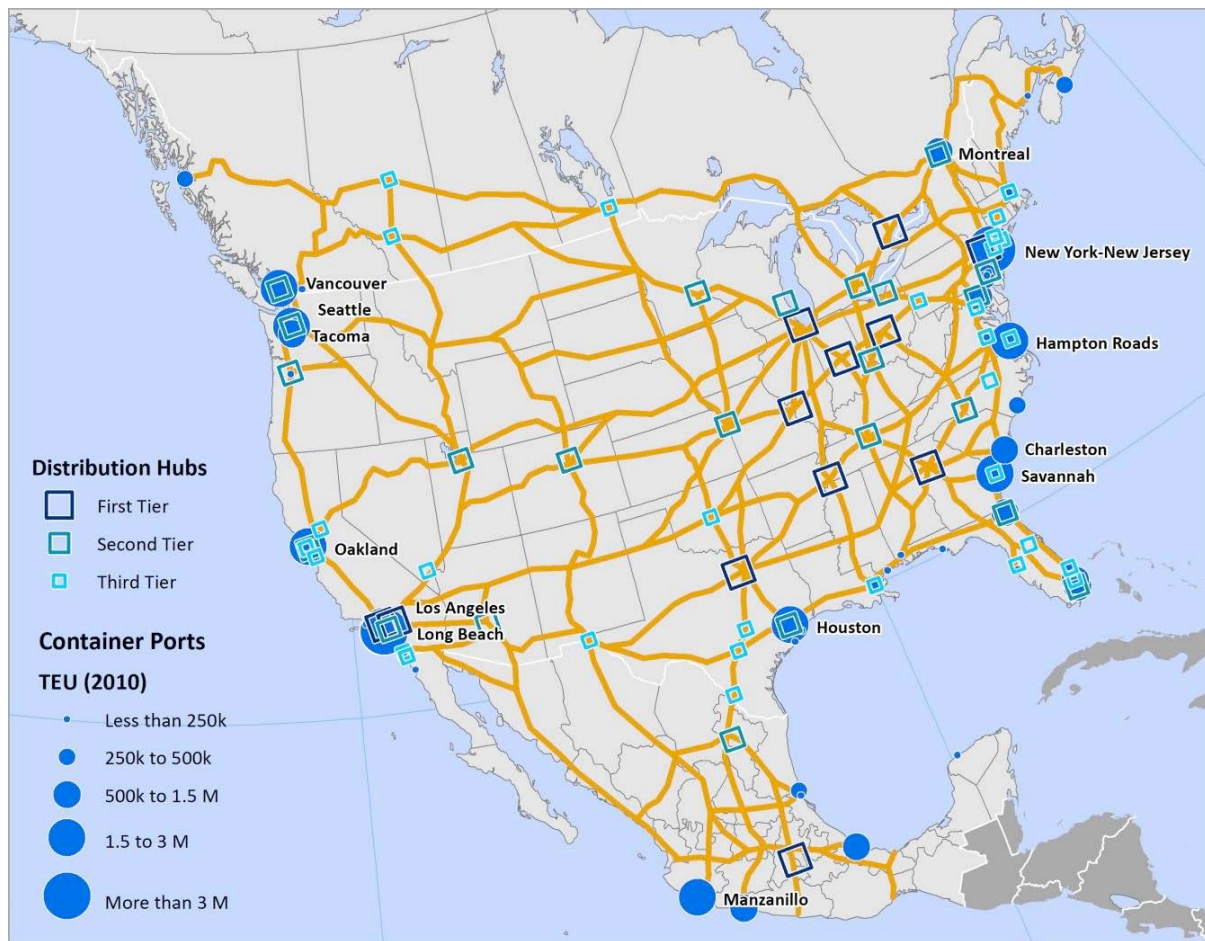 Montreal
New York-New Jersey
Vancouver
Seattle
Tacoma
Hampton Roads
Charleston
Savannah
Oakland
Los Angeles
Long Beach
Houston
Manzanillo
Distribution Hubs
First Tier
Second Tier
Third Tier
Container Ports
TEU (2010)
Less than 250k
250k to 500k
500k to 1.5 M
1.5 to 3 M
More than 3 M